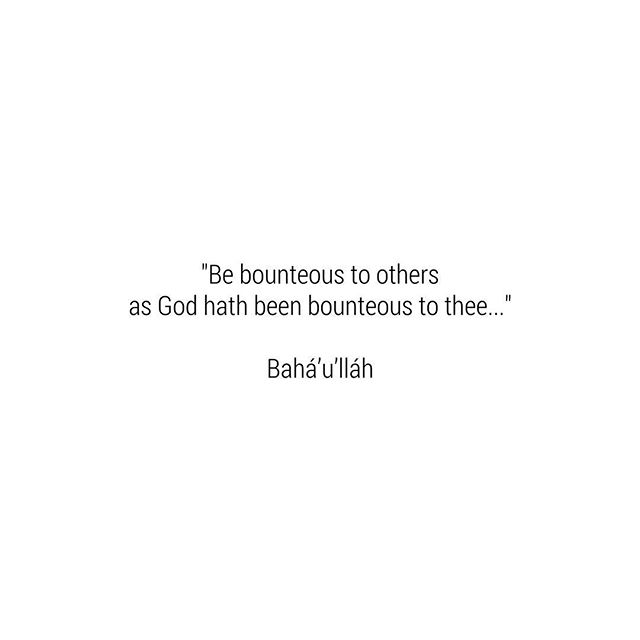 "Be bounteous to others
as God hath been bounteous to thee..."
Bahá’u’lláh